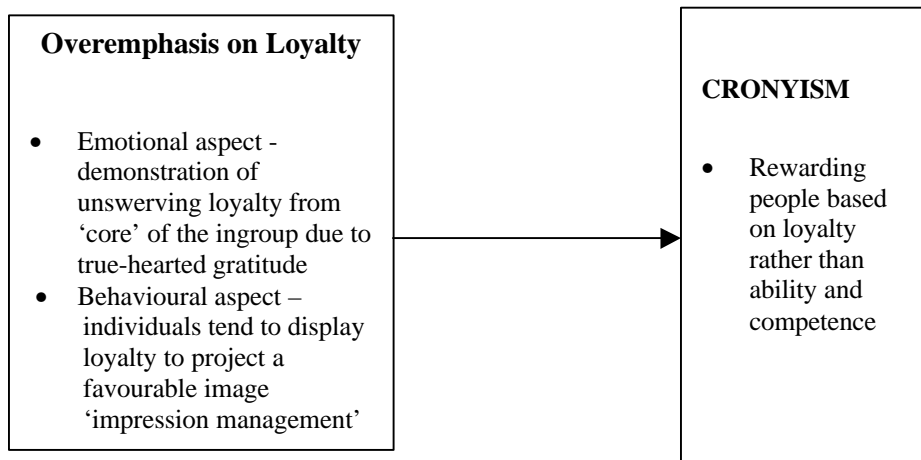 Overemphasis on Loyalty
• Emotional aspect -
demonstration of
unswerving loyalty from
‘core’ of the ingroup due to
true-hearted gratitude
• Behavioural aspect –
individuals tend to display
loyalty to project a
favourable image
‘impression management’
CRONYISM
• Rewarding
people based
on loyalty
rather than
ability and
competence